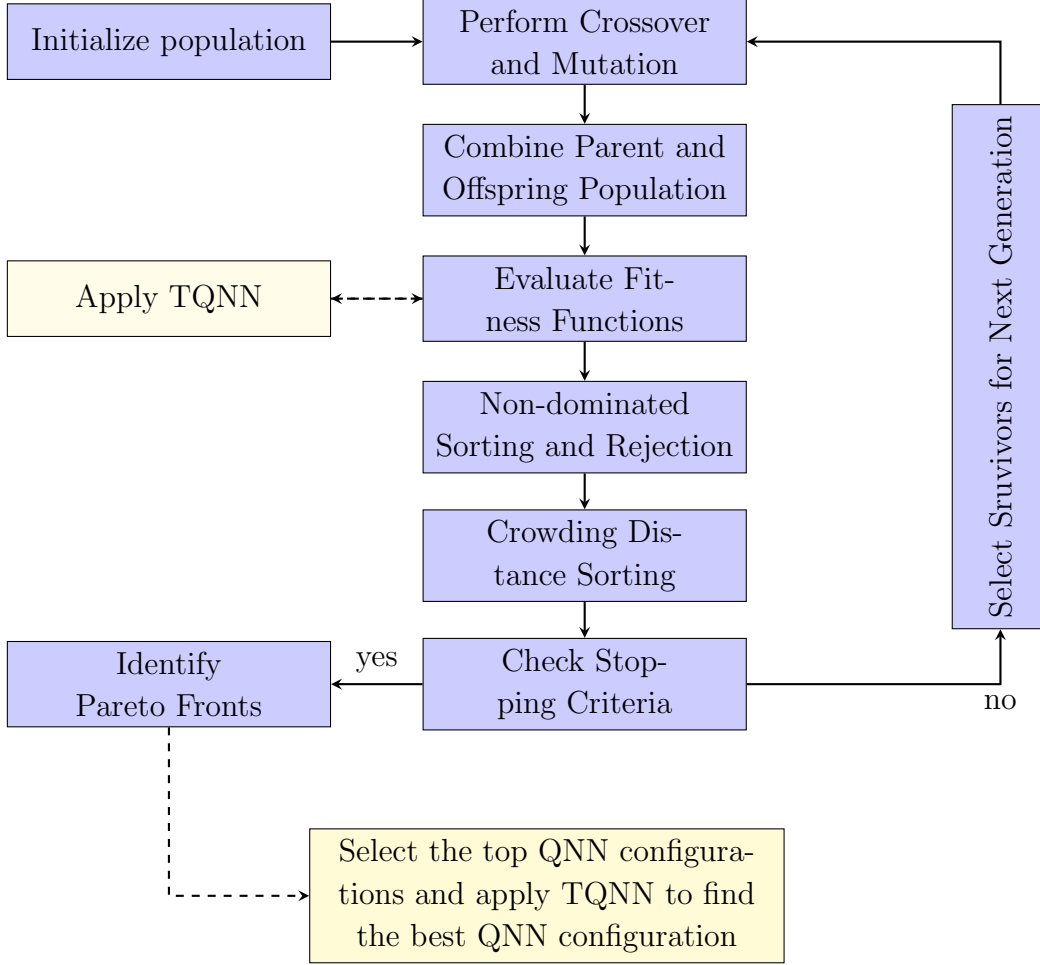 Initialize population
Perform Crossover
and Mutation
Combine Parent and
Offspring Population
Apply TQNN
Evaluate Fit-
ness Functions
Non-dominated
Sorting and Rejection
Crowding Dis-
tance Sorting
Identify
Pareto Fronts
yes
Check Stop-
ping Criteria
no
Select Sruvivors for Next Generation
Select the top QNN configura-
tions and apply TQNN to find
the best QNN configuration